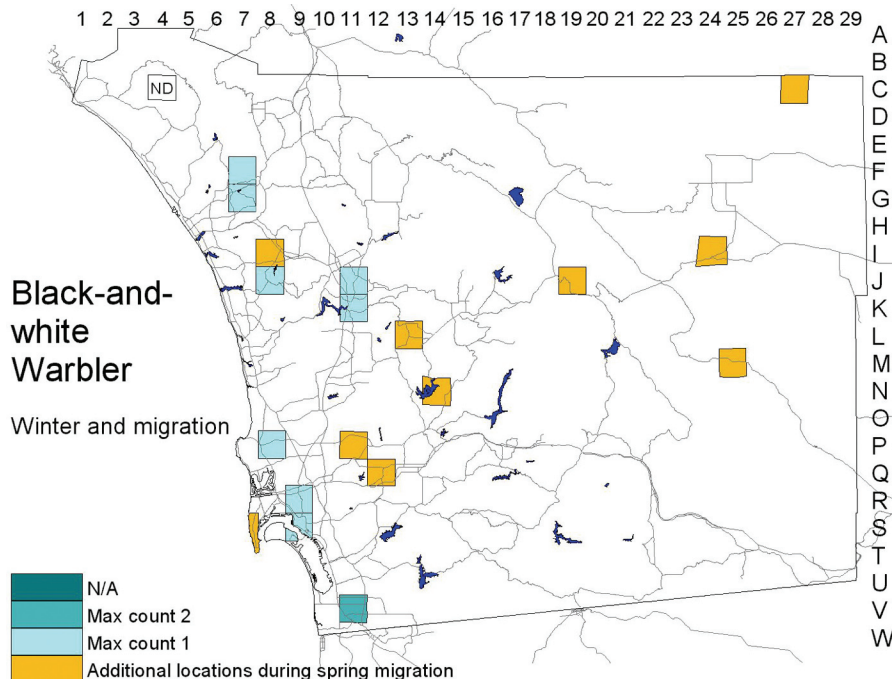 1 2 3 4 5 6 7 8 9 10 11 12 13 14 15 16 17 18 19 20 21 22 23 24 25 26 27 28 29
A
B
C
D
E
F
G
H
I
J
K
L
M
N
O
P
Q
R
S
T
U
V
W
ND
Black-and-
white
Warbler
Winter and migration
N/A
Max count 2
Max count 1
Additional locations during spring migration